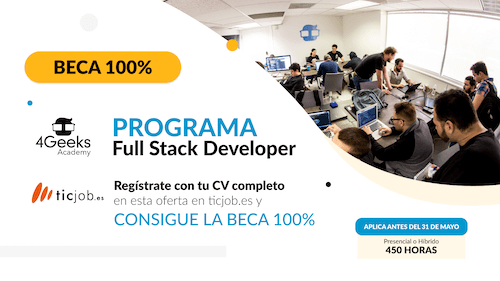 BECA 100%
4Geeks
Academy
PROGRAMA
Full Stack Developer
ticjob.es
Regístrate con tu CV completo
en esta oferta en ticjob.es y
CONSIGUE LA BECA 100%
APLICA ANTES DEL 31 DE MAYO
Presencial o Híbrido
450 HORAS